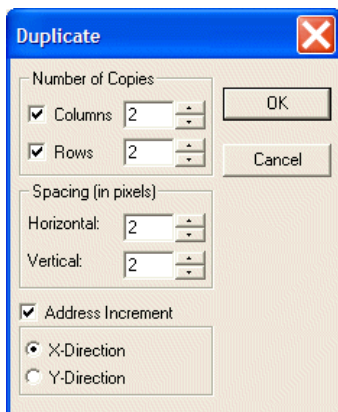 Duplicate
Number of Copies
Columns 2
Rows 2
OK
Cancel
Spacing (in pixels)
Horizontal: 2
Vertical: 2
Address Increment
X-Direction
Y-Direction